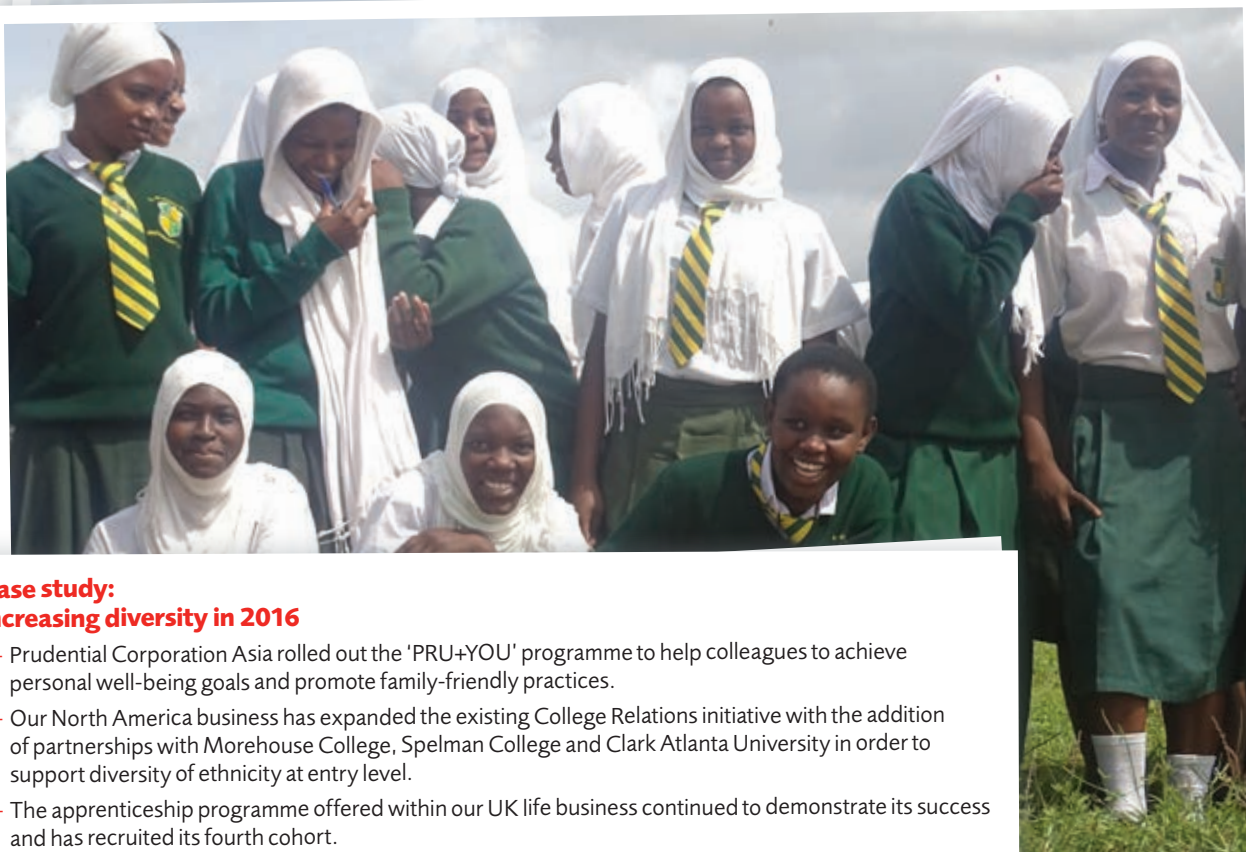 ase study:
ncreasing diversity in 2016
– Prudential Corporation Asia rolled out the ‘PRU+YOU’ programme to help colleagues to achieve
personal well-being goals and promote family-friendly practices.
– Our North America business has expanded the existing College Relations initiative with the addition
of partnerships with Morehouse College, Spelman College and Clark Atlanta University in order to
support diversity of ethnicity at entry level.
– The apprenticeship programme offered within our UK life business continued to demonstrate its success
and has recruited its fourth cohort.